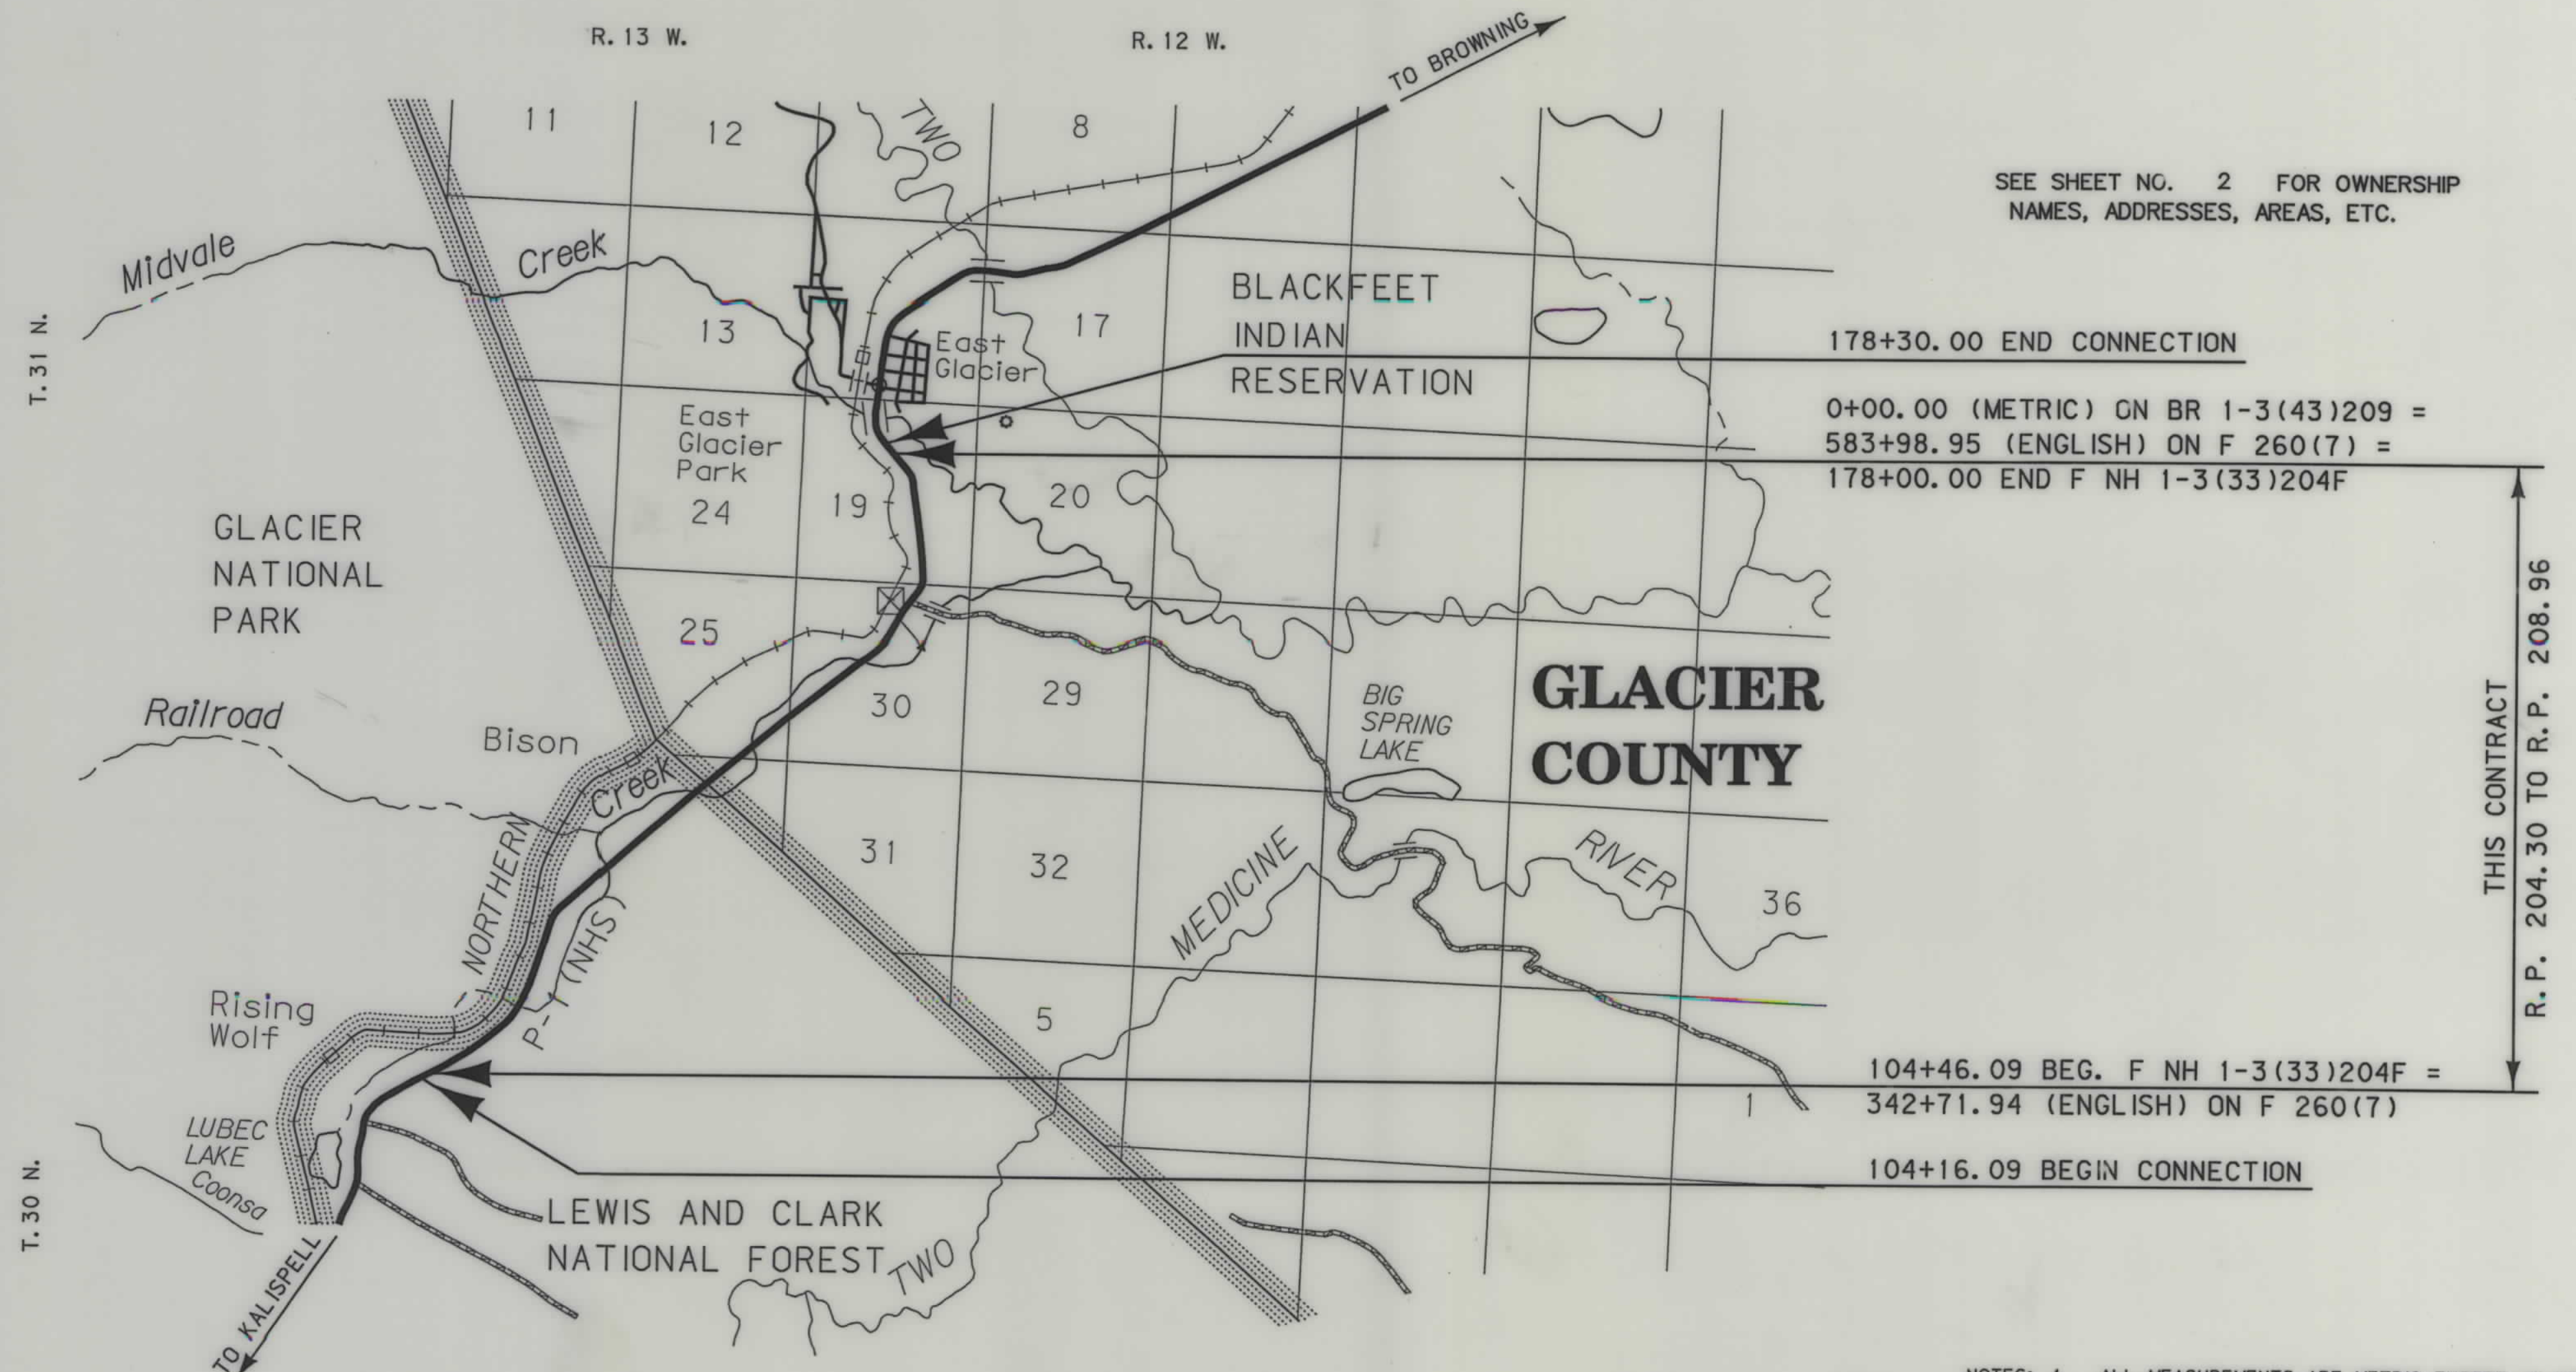 R. 13 W.
R. 12 W.
TO BROWNING
11
12
TWO
8
SEE SHEET NO. 2 FOR OWNERSHIP
NAMES, ADDRESSES, AREAS, ETC.
Midvale
Creek
T. 31 N.
13
East
Glacier
17
BLACKFEET
INDIAN
RESERVATION
178+30.00 END CONNECTION
0+00.00 (METRIC) ON BR 1-3(43)209 =
583+98.95 (ENGLISH) ON F 260(7) =
178+00.00 END F NH 1-3(33)204F
East
Glacier
Park
24
19
20
GLACIER
NATIONAL
PARK
25
30
29
BIG
SPRING
LAKE
GLACIER
COUNTY
Railroad
Bison
Creek
NORTHERN
31
32
MEDICINE
RIVER
36
THIS CONTRACT
R.P. 204.30 TO R.P. 208.96
P-1 (NHS)
Rising
Wolf
5
104+46.09 BEG. F NH 1-3(33)204F =
342+71.94 (ENGLISH) ON F 260(7)
1
LUBEC
LAKE
Coonsa
104+16.09 BEGIN CONNECTION
T. 30 N.
LEWIS AND CLARK
NATIONAL FOREST
TWO
TO KALISPELL